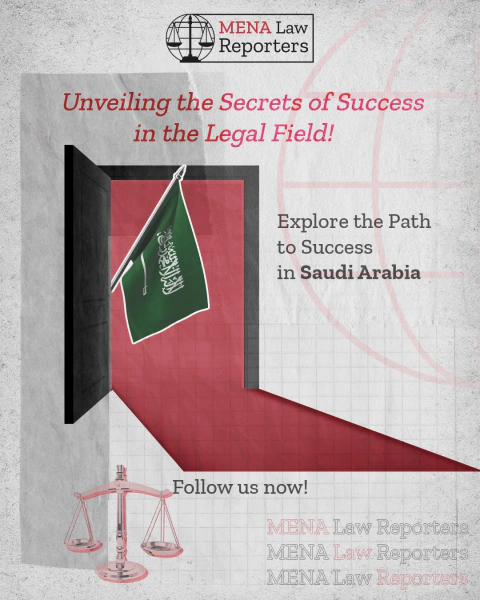 MENA Law
Reporters
Unveiling the Secrets of Success
in the Legal Field!
Explore the Path
to Success
in Saudi Arabia
Follow us now!
MENA Law Reporters
MENA Law Reporters
MENA Law Reporters